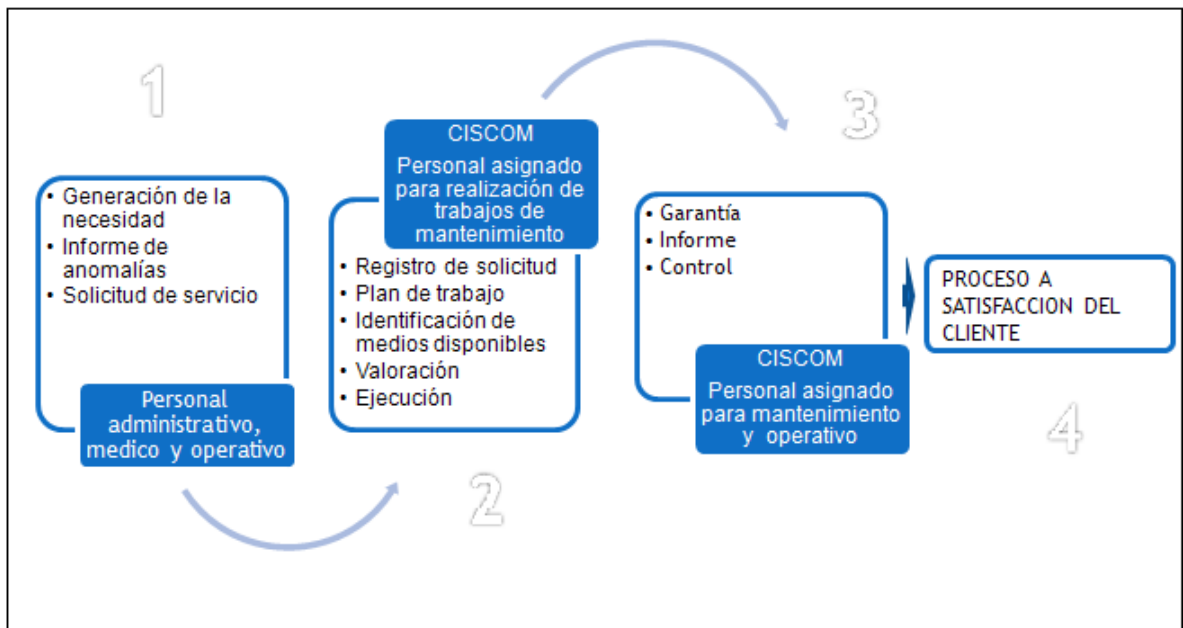 1
• Generación de la
necesidad
• Informe de
anomalías
• Solicitud de servicio
Personal
administrativo,
medico y operativo
2
CISCOM
Personal asignado
para realización de
trabajos de
mantenimiento
• Registro de solicitud
• Plan de trabajo
• Identificación de
medios disponibles
• Valoración
• Ejecución
3
• Garantía
• Informe
• Control
CISCOM
Personal asignado
para mantenimiento
y operativo
4
PROCESO A
SATISFACCION DEL
CLIENTE